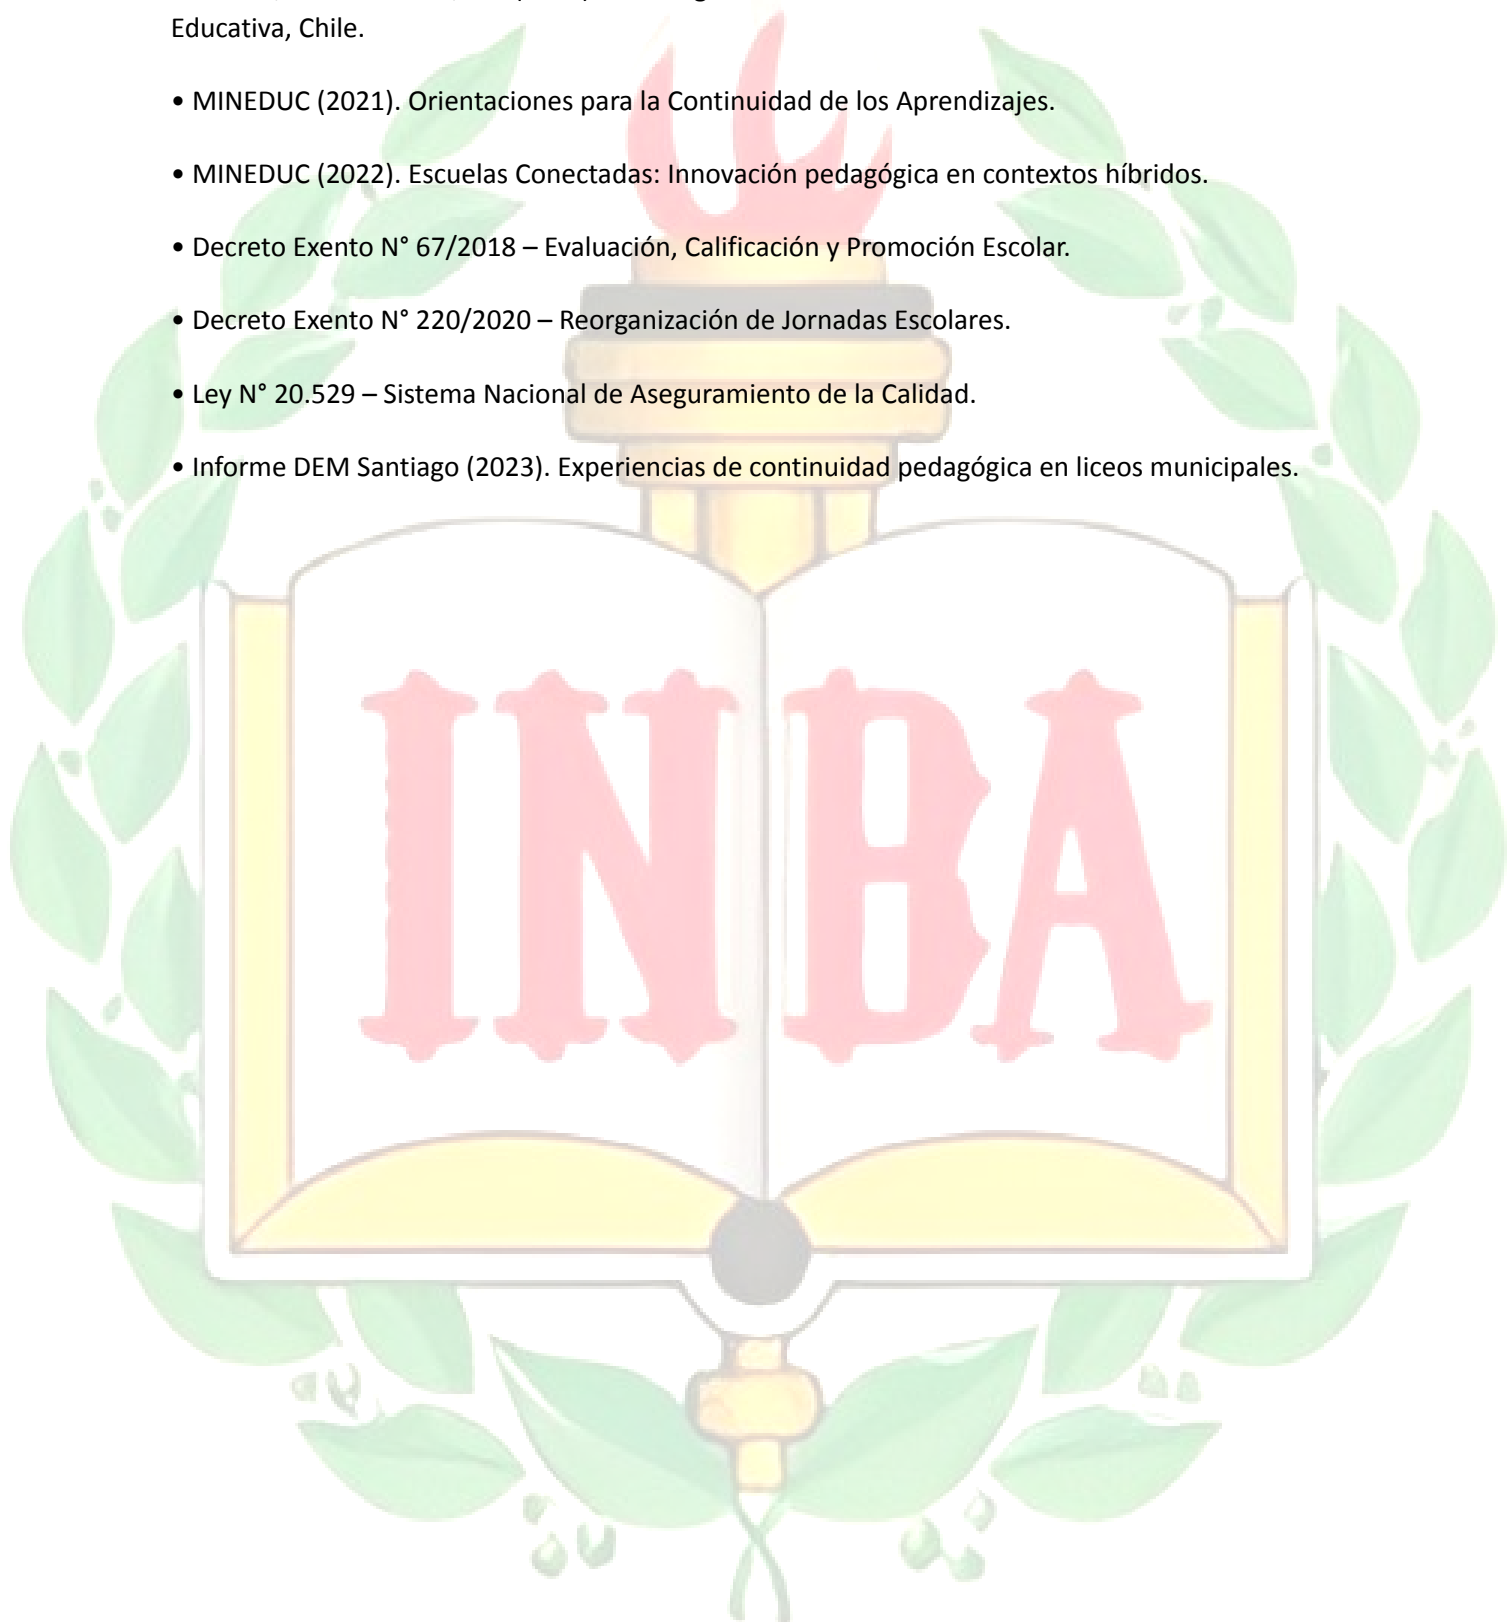 Educativa, Chile.
• MINEDUC (2021). Orientaciones para la Continuidad de los Aprendizajes.
• MINEDUC (2022). Escuelas Conectadas: Innovación pedagógica en contextos híbridos.
• Decreto Exento N° 67/2018 – Evaluación, Calificación y Promoción Escolar.
• Decreto Exento N° 220/2020 – Reorganización de Jornadas Escolares.
• Ley N° 20.529 – Sistema Nacional de Aseguramiento de la Calidad.
• Informe DEM Santiago (2023). Experiencias de continuidad pedagógica en liceos municipales.
INBA